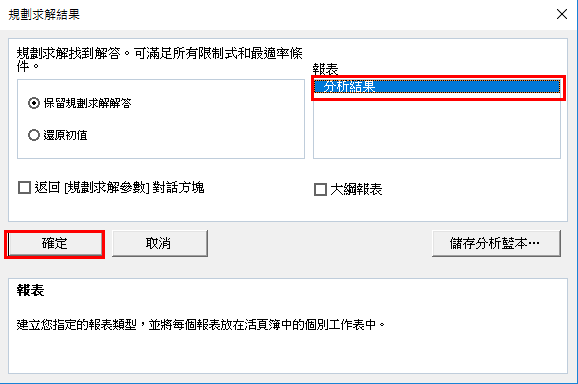 規劃求解結果
規劃求解找到解答。可滿足所有限制式和最適率條
件。
報表
分析結果
保留規劃求解解答
還原初值
返回 [規劃求解參數] 對話方塊
大綱報表
確定
取消
儲存分析藍本…
報表
建立您指定的報表類型，並將每個報表放在活頁簿中的個別工作表中。